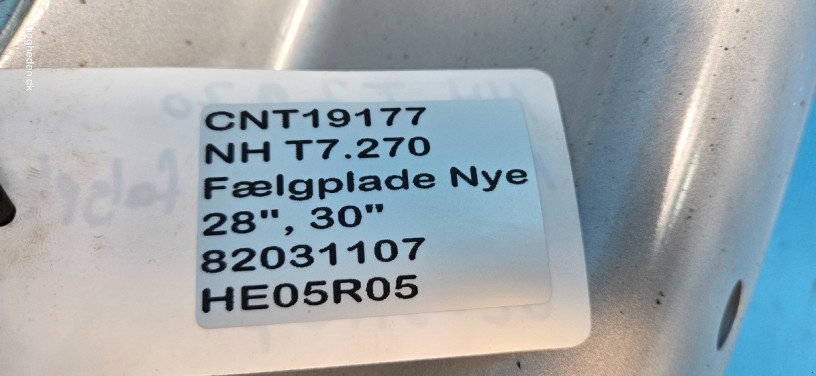 CNT19177
NH T7.270
Fælgplade Nye
28", 30"
82031107
HE05R05